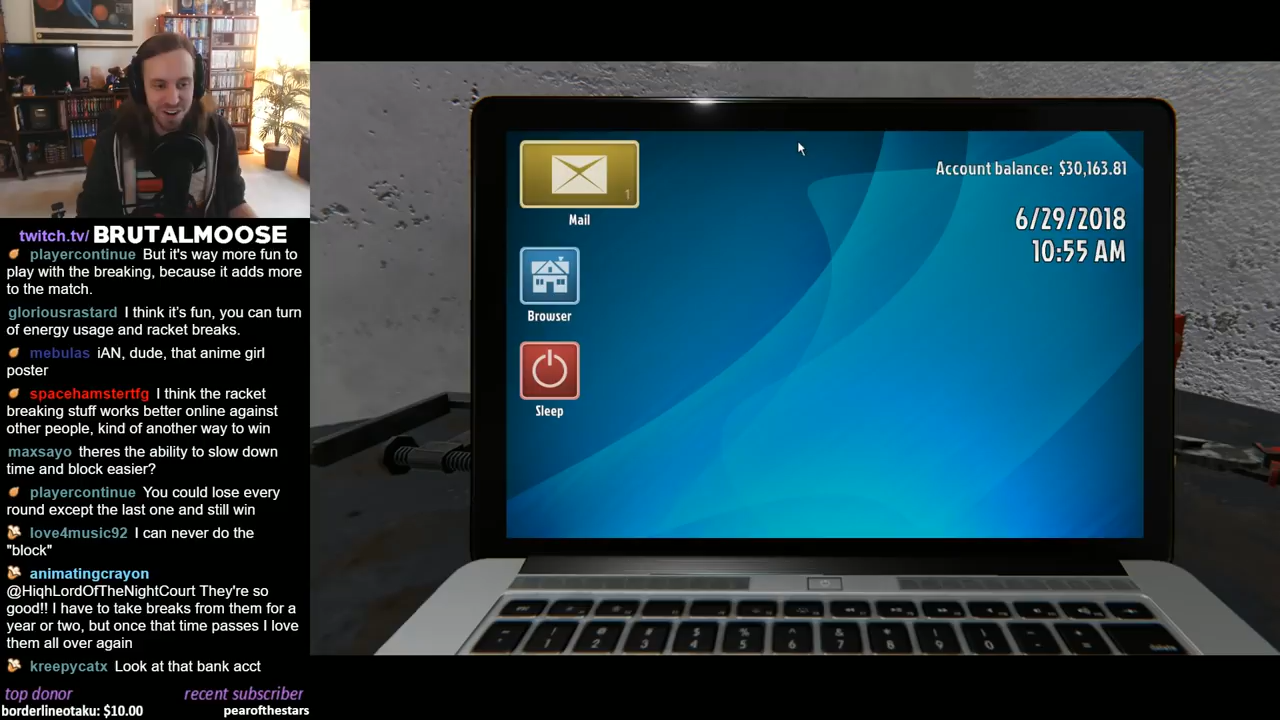 twitch.tv/ BRUTALMOOSE
playercontinue But it's way more fun to
play with the breaking, because it adds more
to the match.
gloriousrastard I think it's fun, you can turn
of energy usage and racket breaks.
mebulas iAN, dude, that anime girl
poster
spacehamstertfg I think the racket
breaking stuff works better online against
other people, kind of another way to win
maxsayo theres the ability to slow down
time and block easier?
playercontinue You could lose every
round except the last one and still win
love4music92 I can never do the
"block"
animatingcrayon
@HiqhLordOfTheNightCourt They're so
good!! I have to take breaks from them for a
year or two, but once that time passes I love
them all over again
kreepycatx Look at that bank acct
top donor recent subscriber
borderlineotaku: $10.00 pearofthestars
1
Mail
Browser
Sleep
Account balance: $30,163.81
6/29/2018
10:55 AM